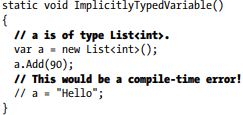 static void ImplicitlyTypedVariable()
{
// a is of type List<int>.
var a = new List<int>();
a.Add(90);
// This would be a compile-time error!
// a = "Hello";
}